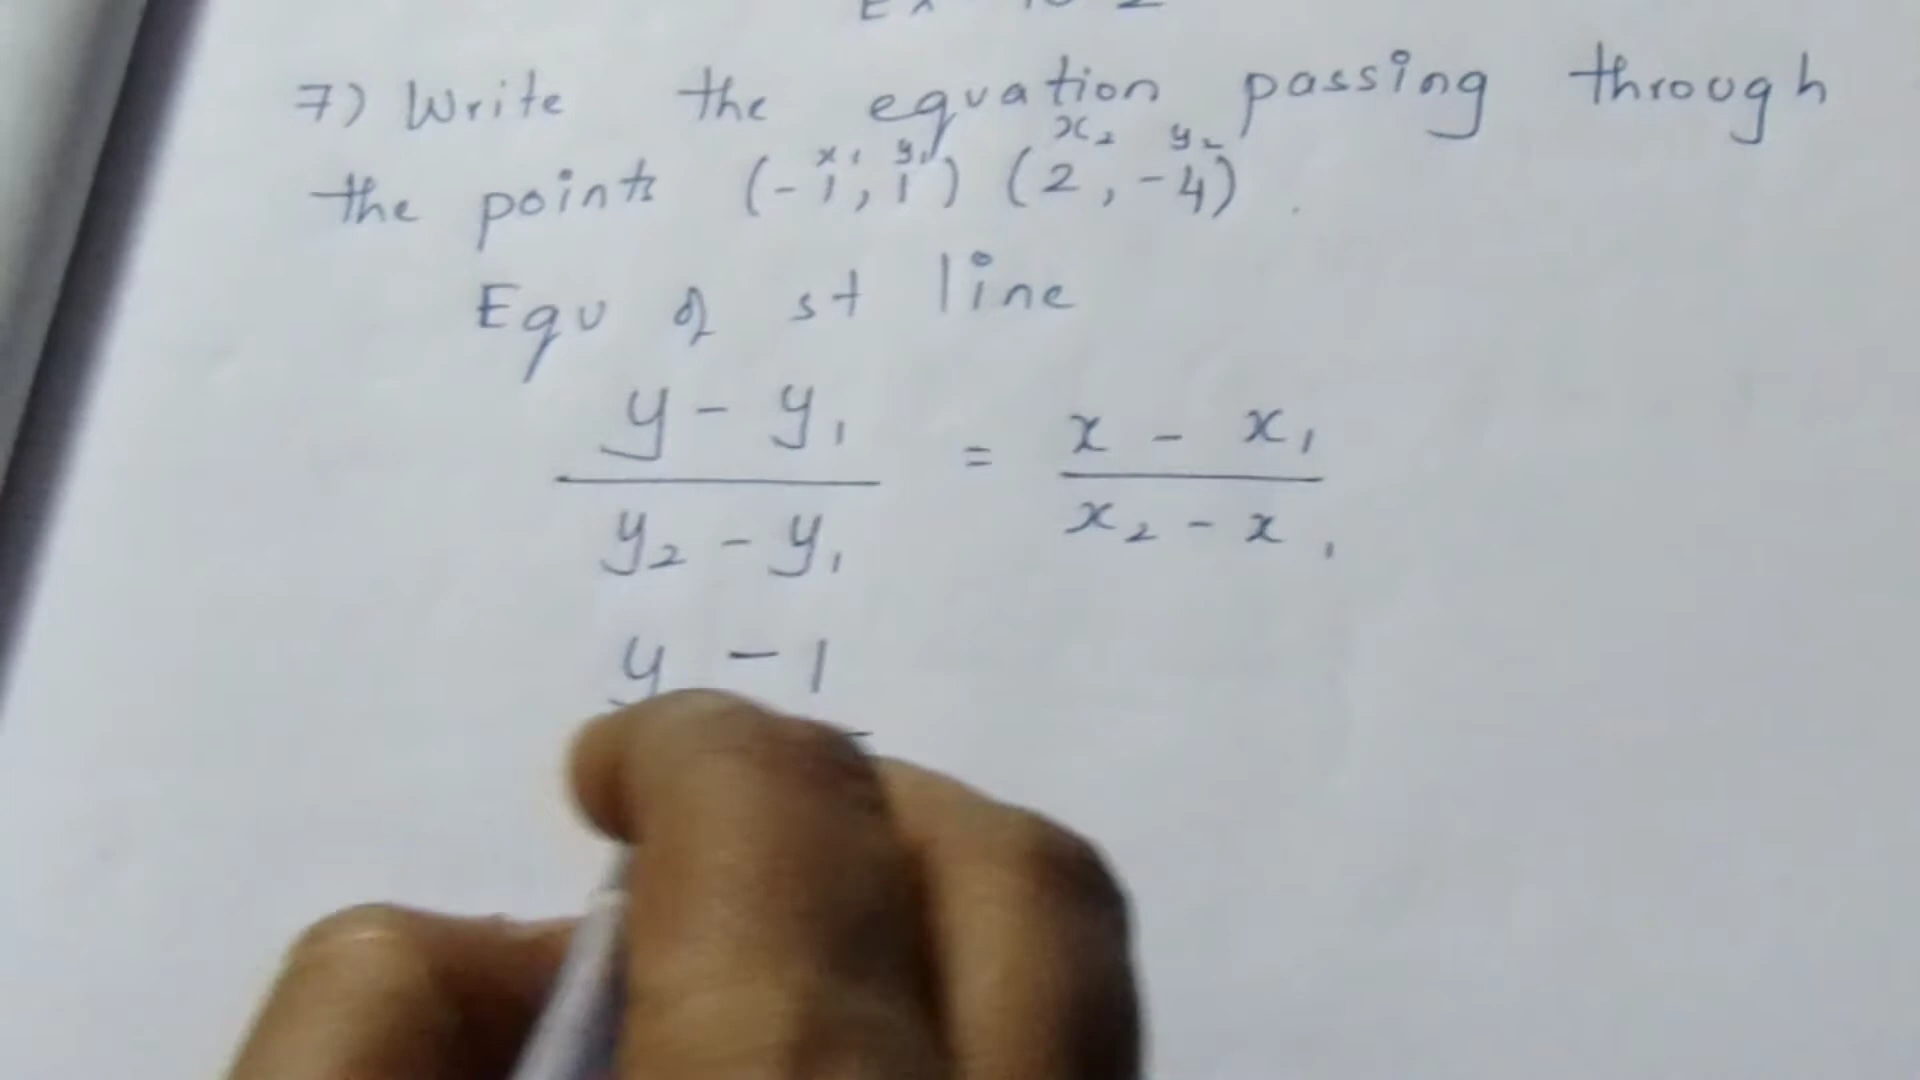 7) Write the equation passing through
the points (-1, 1) (2, -4).
x₁ y₁ x₂ y₂
Equ of st line
y - y₁ / y₂ - y₁ = x - x₁ / x₂ - x₁
y - 1